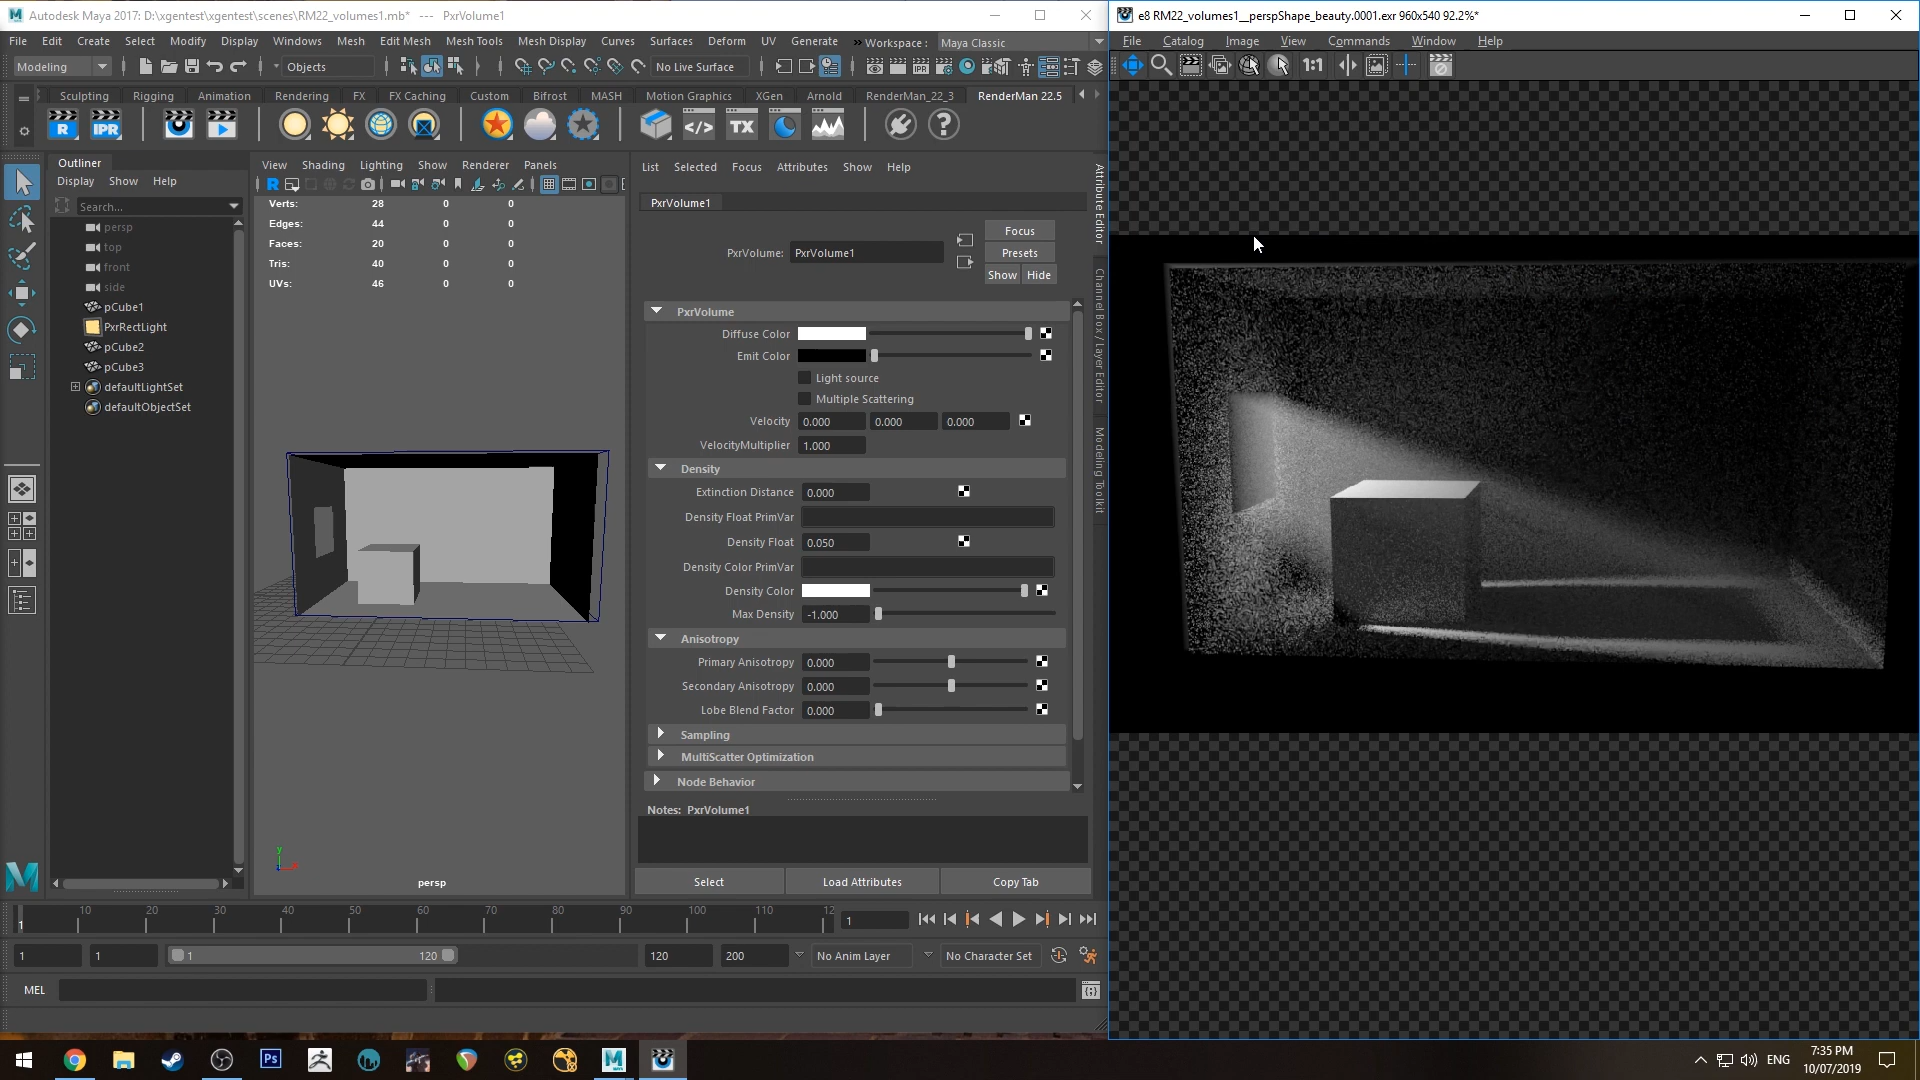 Autodesk Maya 2017: D:\xgentest\xgentest\scenes\RM22_volumes1.mb* --- PxrVolume1
File Edit Create Select Modify Display Windows Mesh Edit Mesh Mesh Tools Mesh Display Curves Surfaces Deform UV Generate » Workspace : Maya Classic
Modeling Objects No Live Surface
Sculpting Rigging Animation Rendering FX FX Caching Custom Bifrost MASH Motion Graphics XGen Arnold RenderMan_22_3 RenderMan 22.5
R IPR </> TX ?
Outliner
Display Show Help
Search...
persp
top
front
side
pCube1
PxrRectLight
pCube2
pCube3
defaultLightSet
defaultObjectSet
View Shading Lighting Show Renderer Panels
Verts: 28 0 0
Edges: 44 0 0
Faces: 20 0 0
Tris: 40 0 0
UVs: 46 0 0
y
persp
List Selected Focus Attributes Show Help
PxrVolume1
PxrVolume: PxrVolume1
Focus
Presets
Show Hide
PxrVolume
Diffuse Color
Emit Color
Light source
Multiple Scattering
Velocity 0.000 0.000 0.000
VelocityMultiplier 1.000
Density
Extinction Distance 0.000
Density Float PrimVar
Density Float 0.050
Density Color PrimVar
Density Color
Max Density -1.000
Anisotropy
Primary Anisotropy 0.000
Secondary Anisotropy 0.000
Lobe Blend Factor 0.000
Sampling
MultiScatter Optimization
Node Behavior
Notes: PxrVolume1
Select Load Attributes Copy Tab
Attribute Editor
Channel Box / Layer Editor
Modeling Toolkit
1 10 20 30 40 50 60 70 80 90 100 110 12 1
1 1 1 120 120 200 No Anim Layer No Character Set
MEL
e8 RM22_volumes1__perspShape_beauty.0001.exr 960x540 92.2%*
File Catalog Image View Commands Window Help
1:1
Ps
ENG
7:35 PM
10/07/2019